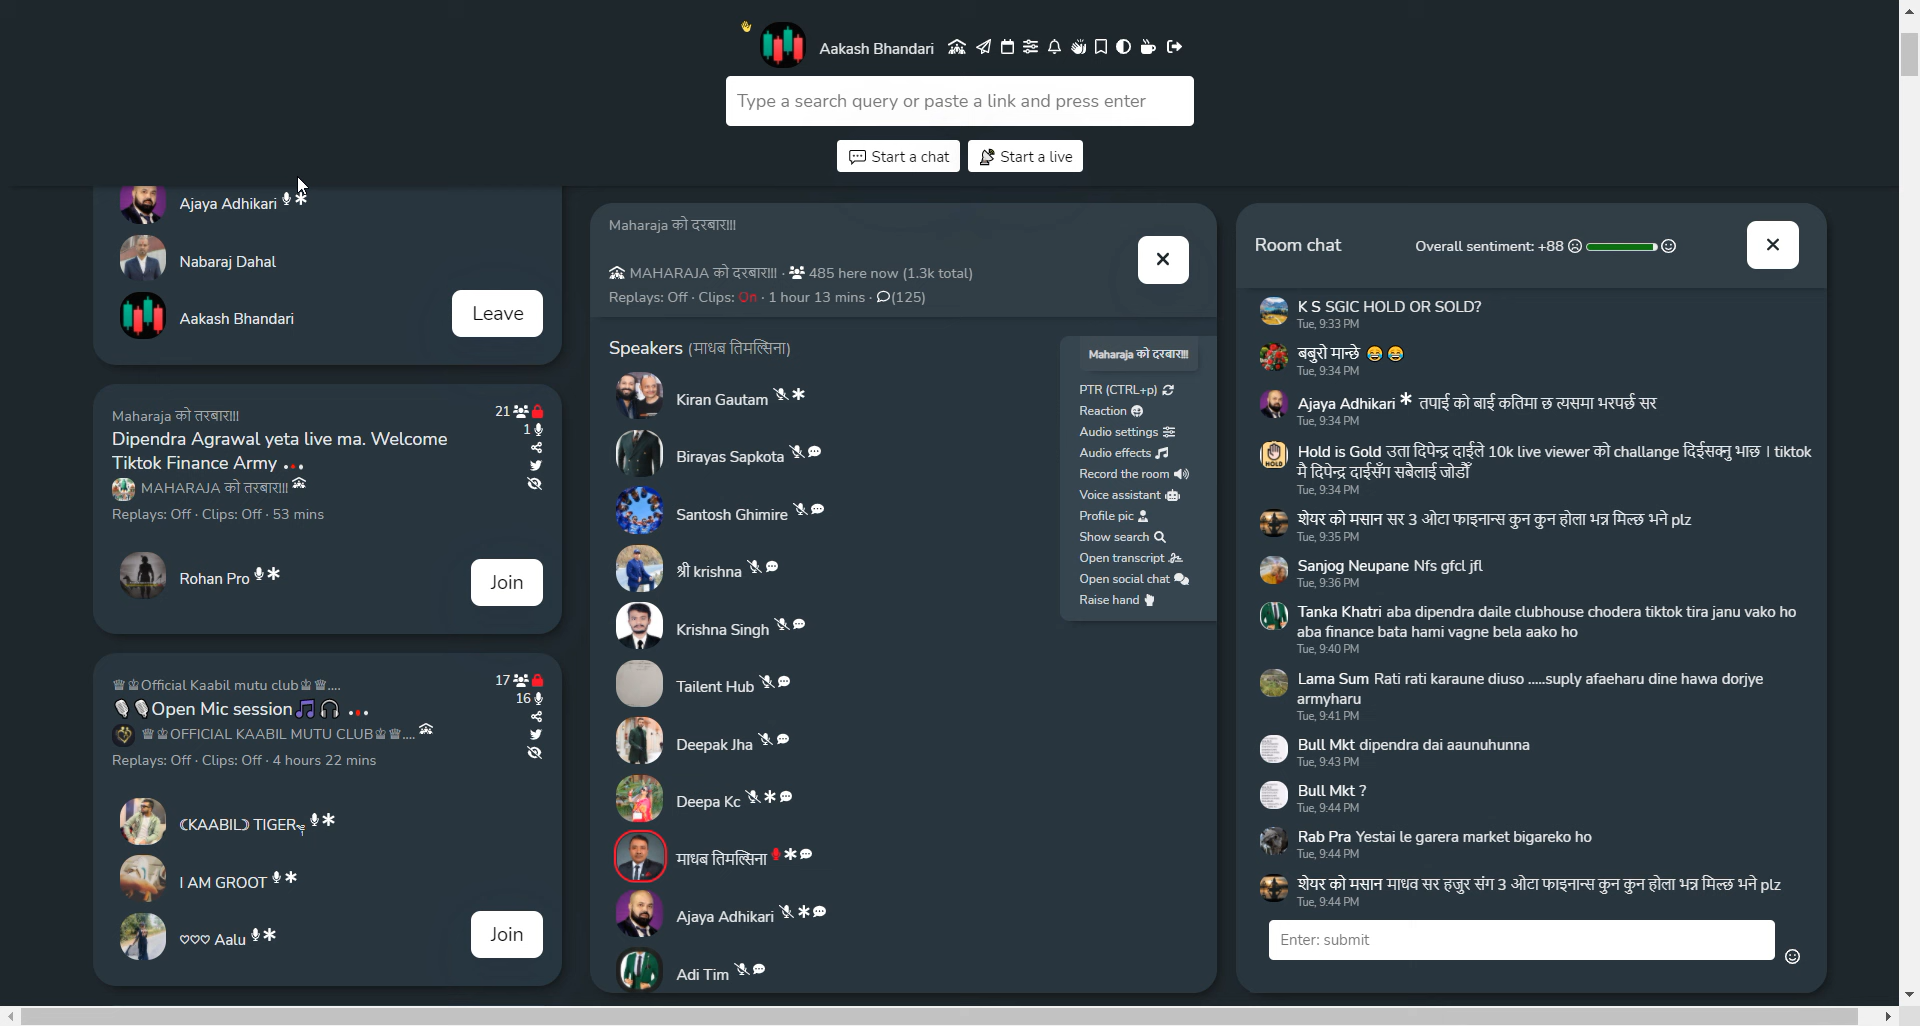 Aakash Bhandari
Type a search query or paste a link and press enter
Start a chat
Start a live
Ajaya Adhikari
Nabaraj Dahal
Aakash Bhandari
Leave
Maharaja को तरबार!!!
21
Dipendra Agrawal yeta live ma. Welcome
1
Tiktok Finance Army
MAHARAJA को तरबार!!!
Replays: Off · Clips: Off · 53 mins
Rohan Pro
Join
♕♔Official Kaabil mutu club♔♕....
17
16
🎙🎙Open Mic session🎵🎧
♕♔OFFICIAL KAABIL MUTU CLUB♔♕....
Replays: Off · Clips: Off · 4 hours 22 mins
☾KAABIL☽ TIGER
I AM GROOT
♡♡♡ Aalu
Join
Maharaja को दरबार!!!
MAHARAJA को दरबार!!! · 485 here now (1.3k total)
Replays: Off · Clips: On · 1 hour 13 mins · (125)
Speakers (माधब तिमल्सिना)
Kiran Gautam
Birayas Sapkota
Santosh Ghimire
श्री krishna
Krishna Singh
Tailent Hub
Deepak Jha
Deepa Kc
माधब तिमल्सिना
Ajaya Adhikari
Adi Tim
Maharaja को दरबार!!!
PTR (CTRL+p)
Reaction
Audio settings
Audio effects
Record the room
Voice assistant
Profile pic
Show search
Open transcript
Open social chat
Raise hand
Room chat
Overall sentiment: +88
K S SGIC HOLD OR SOLD?
Tue, 9:33 PM
बबुरो मान्छे 😂😂
Tue, 9:34 PM
Ajaya Adhikari * तपाई को बाई कतिमा छ त्यसमा भरपर्छ सर
Tue, 9:34 PM
Hold is Gold उता दिपेन्द्र दाईले 10k live viewer को challange दिईसक्नु भाछ । tiktok
मै दिपेन्द्र दाईसँग सबैलाई जोडौँ
Tue, 9:34 PM
शेयर को मसान सर 3 ओटा फाइनान्स कुन कुन होला भन्न मिल्छ भने plz
Tue, 9:35 PM
Sanjog Neupane Nfs gfcl jfl
Tue, 9:36 PM
Tanka Khatri aba dipendra daile clubhouse chodera tiktok tira janu vako ho
aba finance bata hami vagne bela aako ho
Tue, 9:40 PM
Lama Sum Rati rati karaune diuso .....suply afaeharu dine hawa dorjye
armyharu
Tue, 9:41 PM
Bull Mkt dipendra dai aaunuhunna
Tue, 9:43 PM
Bull Mkt ?
Tue, 9:44 PM
Rab Pra Yestai le garera market bigareko ho
Tue, 9:44 PM
शेयर को मसान माधव सर हजुर संग 3 ओटा फाइनान्स कुन कुन होला भन्न मिल्छ भने plz
Tue, 9:44 PM
Enter: submit